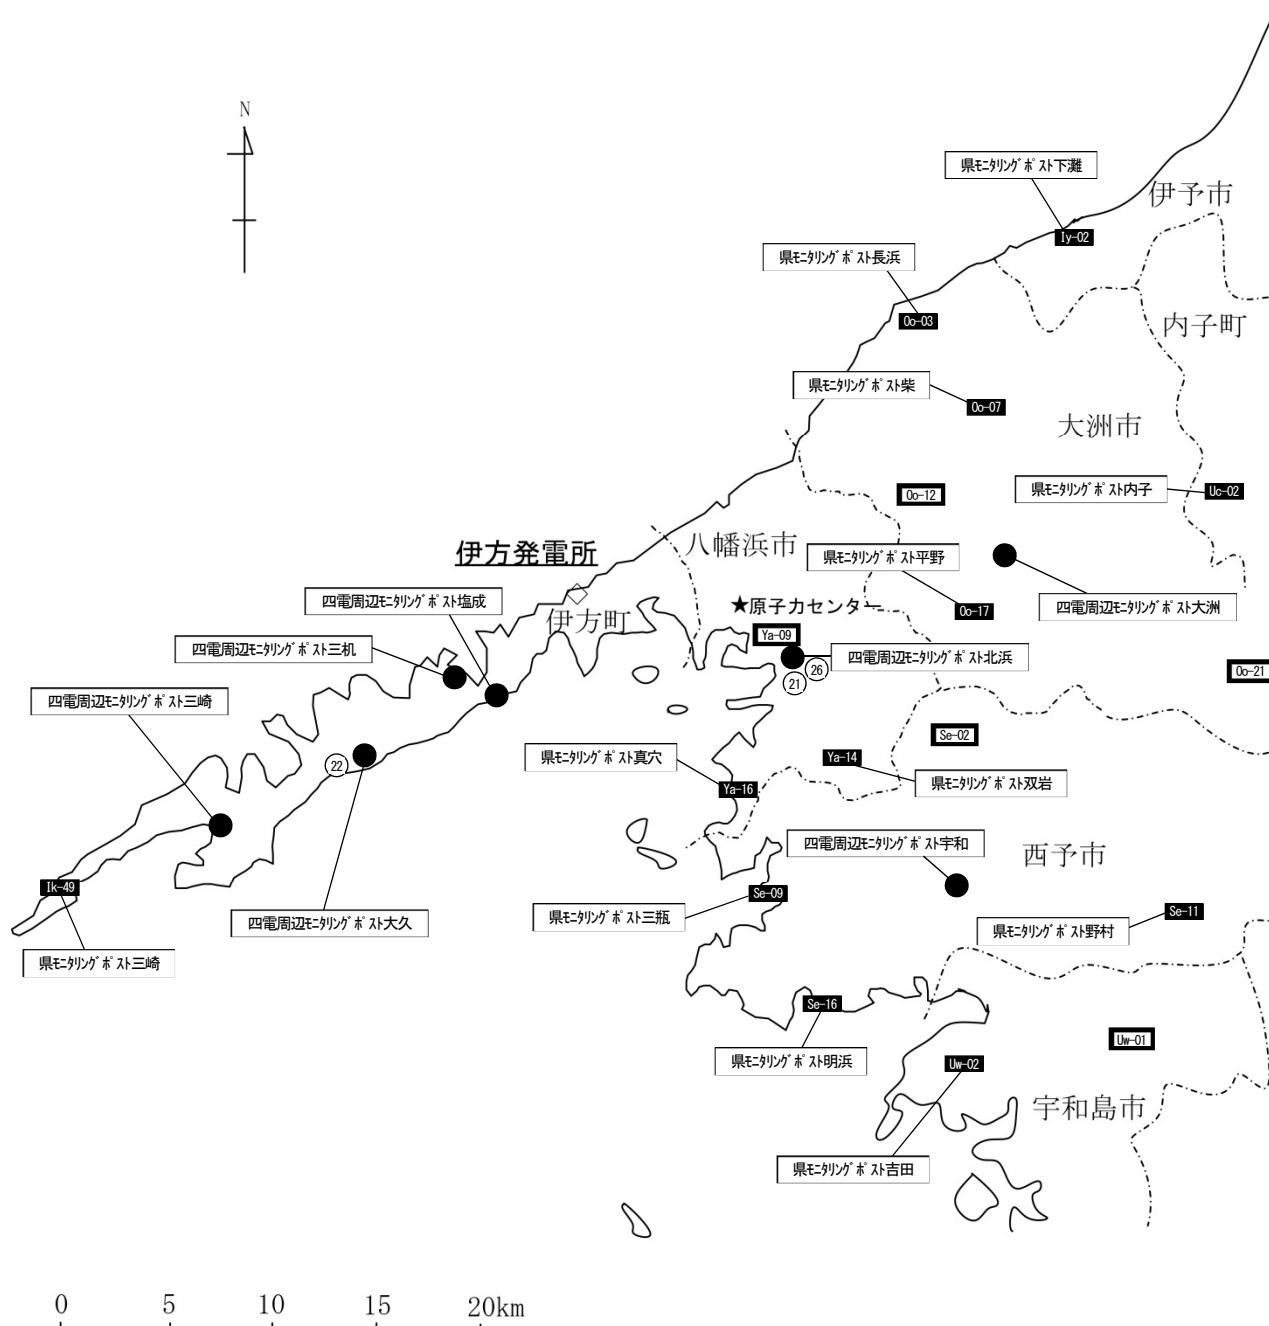 N
県ﾓﾆﾀﾘﾝｸﾞﾎﾟｽﾄ下灘
伊予市
Iy-02
県ﾓﾆﾀﾘﾝｸﾞﾎﾟｽﾄ長浜
Oo-03
内子町
県ﾓﾆﾀﾘﾝｸﾞﾎﾟｽﾄ柴
Oo-07
大洲市
Oo-12
県ﾓﾆﾀﾘﾝｸﾞﾎﾟｽﾄ内子
Uc-02
伊方発電所
八幡浜市
県ﾓﾆﾀﾘﾝｸﾞﾎﾟｽﾄ平野
四電周辺ﾓﾆﾀﾘﾝｸﾞﾎﾟｽﾄ塩成
伊方町
★原子力センター
Oo-17
四電周辺ﾓﾆﾀﾘﾝｸﾞﾎﾟｽﾄ大洲
Ya-09
四電周辺ﾓﾆﾀﾘﾝｸﾞﾎﾟｽﾄ三机
四電周辺ﾓﾆﾀﾘﾝｸﾞﾎﾟｽﾄ北浜
26
21
Oo-21
四電周辺ﾓﾆﾀﾘﾝｸﾞﾎﾟｽﾄ三崎
Se-02
22
県ﾓﾆﾀﾘﾝｸﾞﾎﾟｽﾄ真穴
Ya-14
Ya-16
県ﾓﾆﾀﾘﾝｸﾞﾎﾟｽﾄ双岩
四電周辺ﾓﾆﾀﾘﾝｸﾞﾎﾟｽﾄ宇和
西予市
Ik-49
Se-09
四電周辺ﾓﾆﾀﾘﾝｸﾞﾎﾟｽﾄ大久
県ﾓﾆﾀﾘﾝｸﾞﾎﾟｽﾄ三瓶
Se-11
県ﾓﾆﾀﾘﾝｸﾞﾎﾟｽﾄ野村
県ﾓﾆﾀﾘﾝｸﾞﾎﾟｽﾄ三崎
Se-16
Uw-01
県ﾓﾆﾀﾘﾝｸﾞﾎﾟｽﾄ明浜
Uw-02
宇和島市
県ﾓﾆﾀﾘﾝｸﾞﾎﾟｽﾄ吉田
0 5 10 15 20km